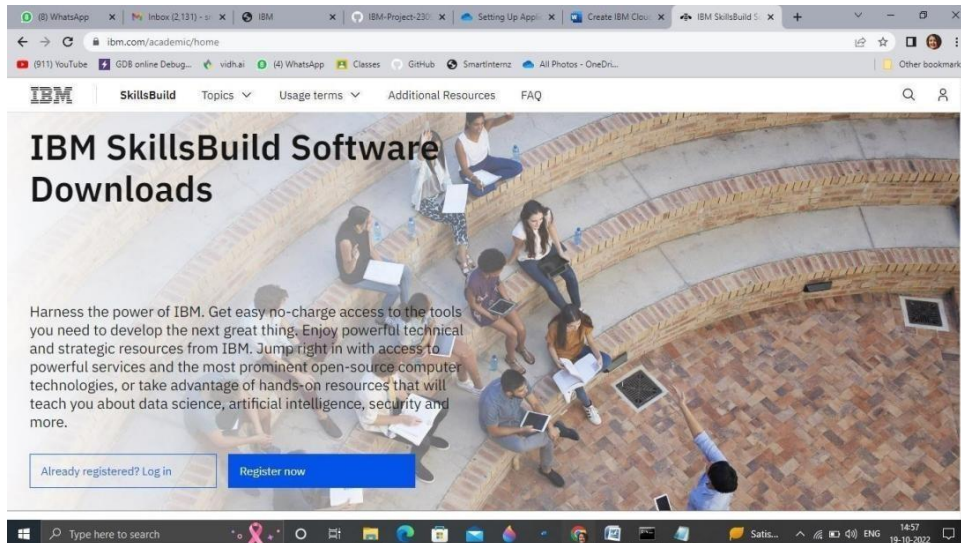 (8) WhatsApp
Inbox (2,131) - sr
IBM
IBM-Project-230
Setting Up Applic
Create IBM Clou
IBM SkillsBuild S
ibm.com/academic/home
(911) YouTube GDB online Debug... vidh.ai (4) WhatsApp Classes GitHub Smartinternz All Photos - OneDri... Other bookmark
IBM SkillsBuild Topics Usage terms Additional Resources FAQ
IBM SkillsBuild Software
Downloads
Harness the power of IBM. Get easy no-charge access to the tools
you need to develop the next great thing. Enjoy powerful technical
and strategic resources from IBM. Jump right in with access to
powerful services and the most prominent open-source computer
technologies, or take advantage of hands-on resources that will
teach you about data science, artificial intelligence, security and
more.
Already registered? Log in Register now
Type here to search Satis... ENG 14:57
19-10-2022